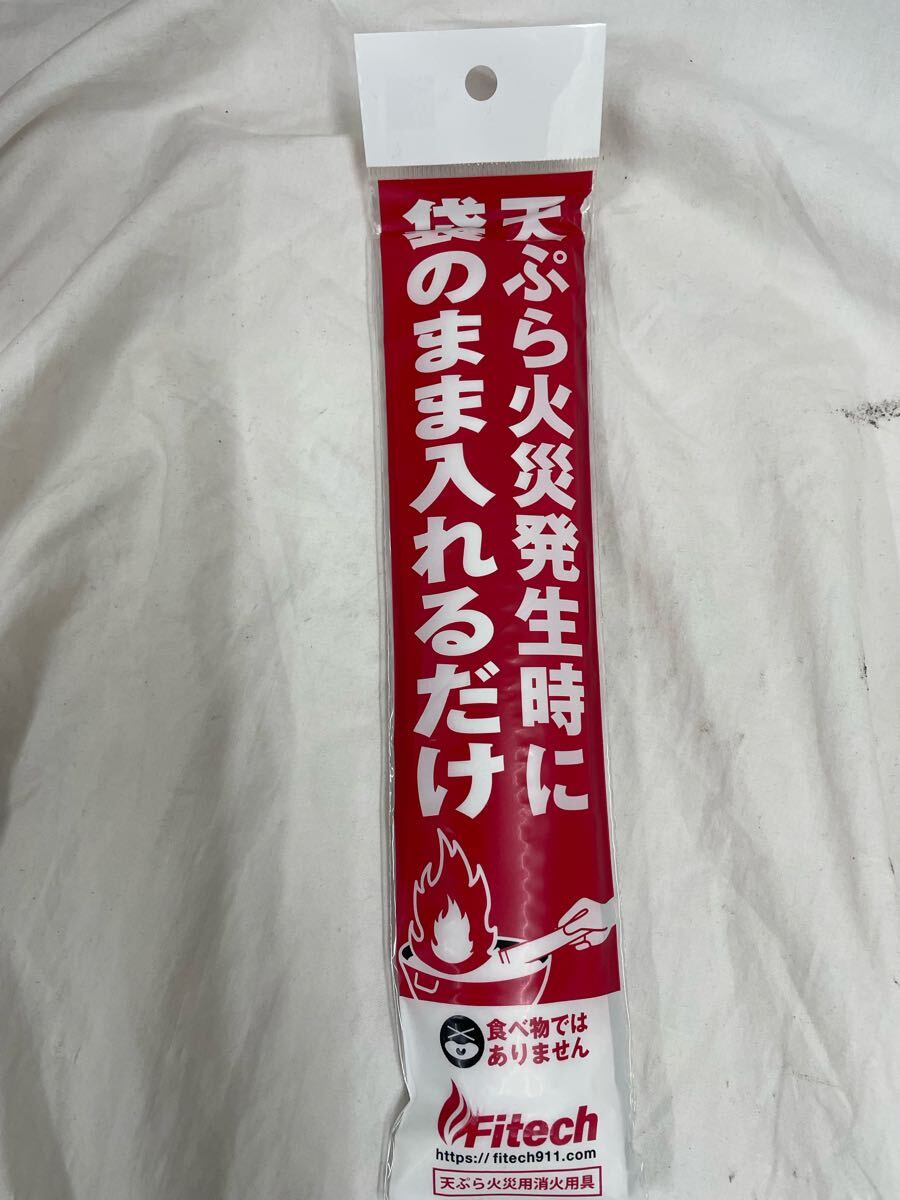 天ぷら火災発生時に
袋のまま入れるだけ
食べ物では
ありません
Fitech
https://fitech911.com
天ぷら火災用消火用具